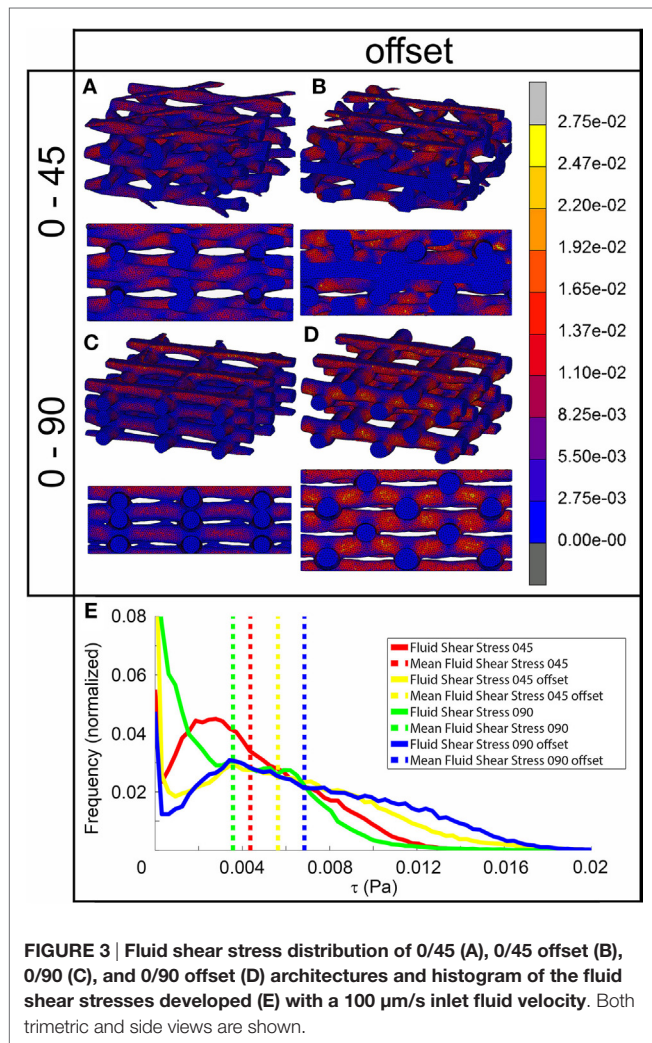 offset
0 - 45
0 - 90
A
B
C
D
2.75e-02
2.47e-02
2.20e-02
1.92e-02
1.65e-02
1.37e-02
1.10e-02
8.25e-03
5.50e-03
2.75e-03
0.00e-00
E
Frequency (normalized)
0.08
0.06
0.04
0.02
0
0.004
0.008
0.012
0.016
0.02
τ (Pa)
Fluid Shear Stress 045
Mean Fluid Shear Stress 045
Fluid Shear Stress 045 offset
Mean Fluid Shear Stress 045 offset
Fluid Shear Stress 090
Mean Fluid Shear Stress 090
Fluid Shear Stress 090 offset
Mean Fluid Shear Stress 090 offset
FIGURE 3 | Fluid shear stress distribution of 0/45 (A), 0/45 offset (B),
0/90 (C), and 0/90 offset (D) architectures and histogram of the fluid
shear stresses developed (E) with a 100 μm/s inlet fluid velocity. Both
trimetric and side views are shown.